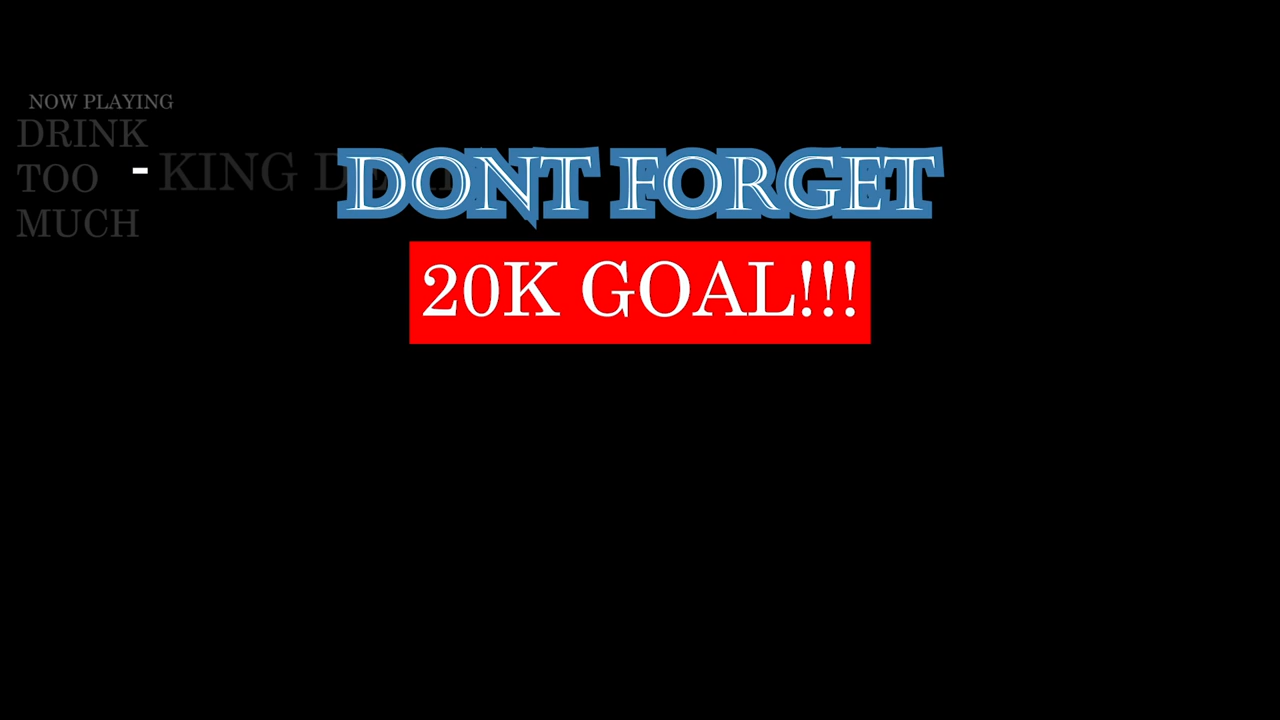 NOW PLAYING
DRINK
TOO
MUCH
- KING
DONT FORGET
20K GOAL!!!